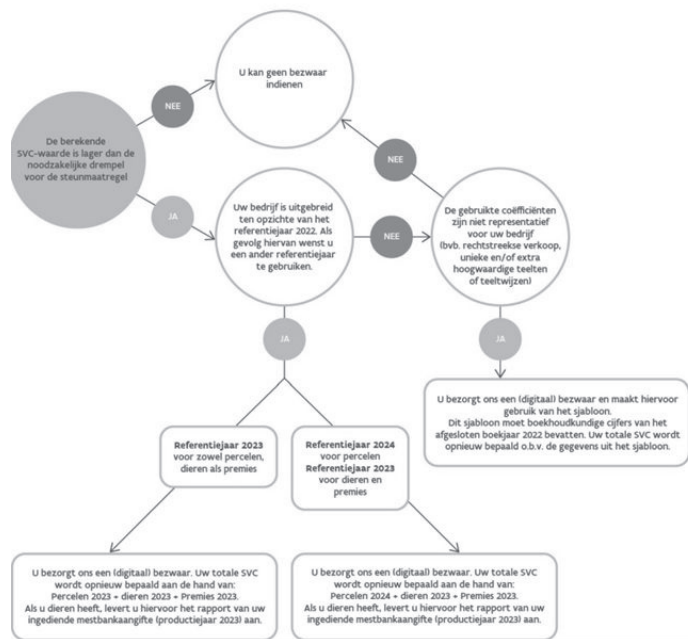 U kan geen bezwaar
indienen
NEE
De berekende
SVC-waarde is lager dan de
noodzakelijke drempel
voor de steunmaatregel
NEE
JA
Uw bedrijf is uitgebreid
ten opzichte van het
referentiejaar 2022. Als
gevolg hiervan wenst u
een ander referentiejaar
te gebruiken.
NEE
De gebruikte coëfficiënten
zijn niet representatief
voor uw bedrijf
(bvb. rechtstreekse verkoop,
unieke en/of extra
hoogwaardige teelten
of teeltwijzen)
JA
JA
U bezorgt ons een (digitaal) bezwaar en maakt hiervoor
gebruik van het sjabloon.
Dit sjabloon moet boekhoudkundige cijfers van het
afgesloten boekjaar 2022 bevatten. Uw totale SVC wordt
opnieuw bepaald o.b.v. de gegevens uit het sjabloon.
Referentiejaar 2023
voor zowel percelen,
dieren als premies
Referentiejaar 2024
voor percelen
Referentiejaar 2023
voor dieren en
premies
U bezorgt ons een (digitaal) bezwaar. Uw totale SVC
wordt opnieuw bepaald aan de hand van:
Percelen 2023 + dieren 2023 + Premies 2023.
Als u dieren heeft, levert u hiervoor het rapport van uw
ingediende mestbankaangifte (productiejaar 2023) aan.
U bezorgt ons een (digitaal) bezwaar. Uw totale SVC
wordt opnieuw bepaald aan de hand van:
Percelen 2024 + dieren 2023 + Premies 2023.
Als u dieren heeft, levert u hiervoor het rapport van uw
ingediende mestbankaangifte (productiejaar 2023) aan.